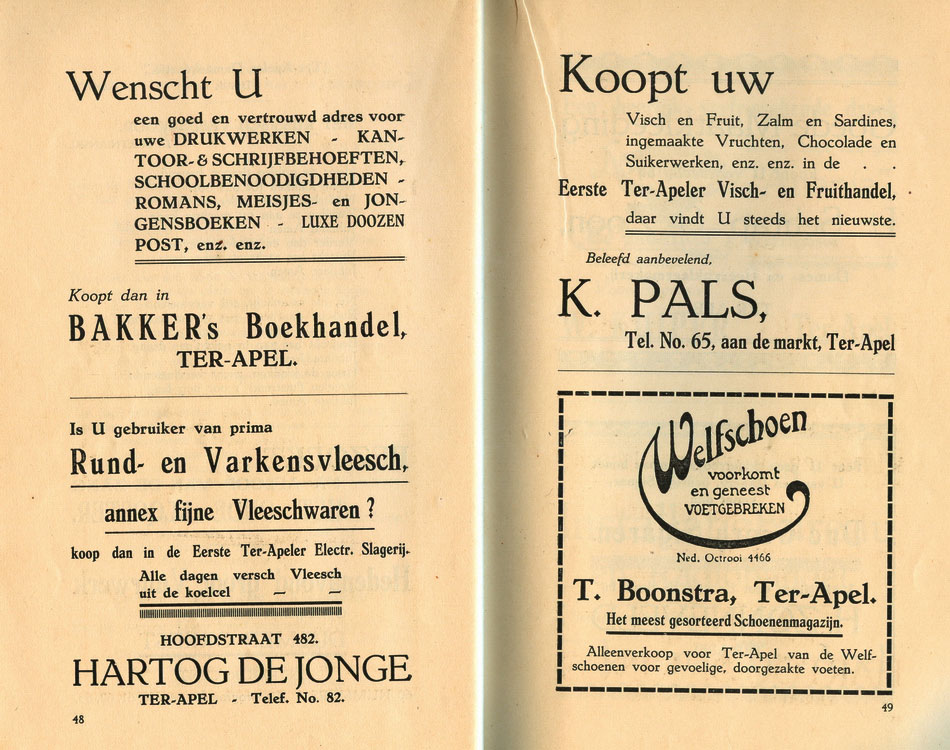 Wenscht U
een goed en vertrouwd adres voor
uwe DRUKWERKEN - KAN-
TOOR- & SCHRIJFBEHOEFTEN,
SCHOOLBENOODIGDHEDEN -
ROMANS, MEISJES- en JON-
GENSBOEKEN - LUXE DOOZEN
POST, enz. enz.
Koopt dan in
BAKKER's Boekhandel,
TER-APEL.
Is U gebruiker van prima
Rund- en Varkensvleesch,
annex fijne Vleeschwaren ?
koop dan in de Eerste Ter-Apeler Electr. Slagerij.
Alle dagen versch Vleesch
uit de koelcel — —
HOOFDSTRAAT 482.
HARTOG DE JONGE
TER-APEL - Telef. No. 82.
48
Koopt uw
Visch en Fruit, Zalm en Sardines,
ingemaakte Vruchten, Chocolade en
Suikerwerken, enz. enz. in de . .
Eerste Ter-Apeler Visch- en Fruithandel,
daar vindt U steeds het nieuwste.
Beleefd aanbevelend,
K. PALS,
Tel. No. 65, aan de markt, Ter-Apel
Welfschoen
voorkomt
en geneest
VOETGEBREKEN
Ned. Octrooi 4466
T. Boonstra, Ter-Apel.
Het meest gesorteerd Schoenenmagazijn.
Alleenverkoop voor Ter-Apel van de Welf-
schoenen voor gevoelige, doorgezakte voeten.
49